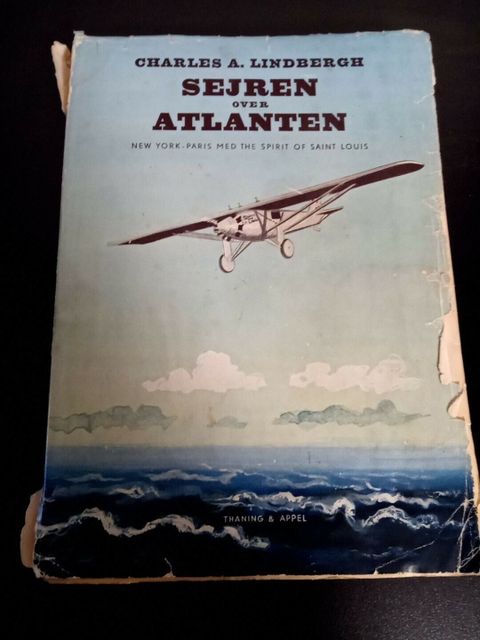 CHARLES A. LINDBERGH
SEJREN
OVER
ATLANTEN
NEW YORK-PARIS MED THE SPIRIT OF SAINT LOUIS
THANING & APPEL